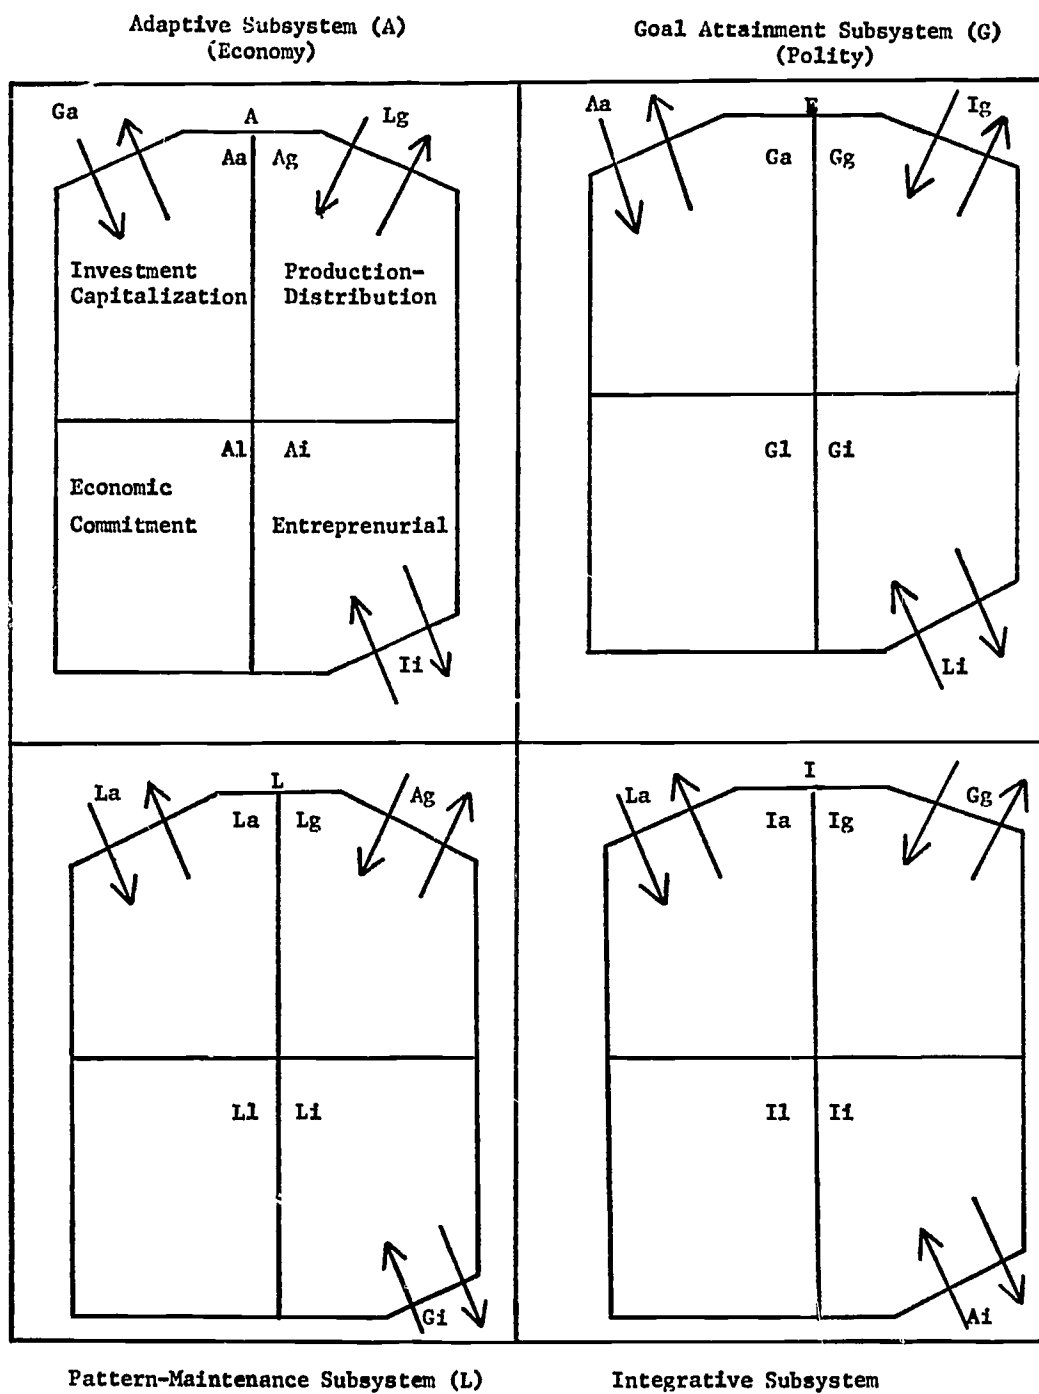 Adaptive Subsystem (A)
(Economy)
Goal Attainment Subsystem (G)
(Polity)
Ga
A
Lg
Aa
Ag
Investment
Capitalization
Production-
Distribution
Al
Ai
Economic
Commitment
Entreprenurial
Ii
Aa
Ig
Ga
Gg
Gl
Gi
Li
La
L
Ag
La
Lg
Ll
Li
Gi
La
I
Gg
Ia
Ig
Il
Ii
Ai
Pattern-Maintenance Subsystem (L)
Integrative Subsystem